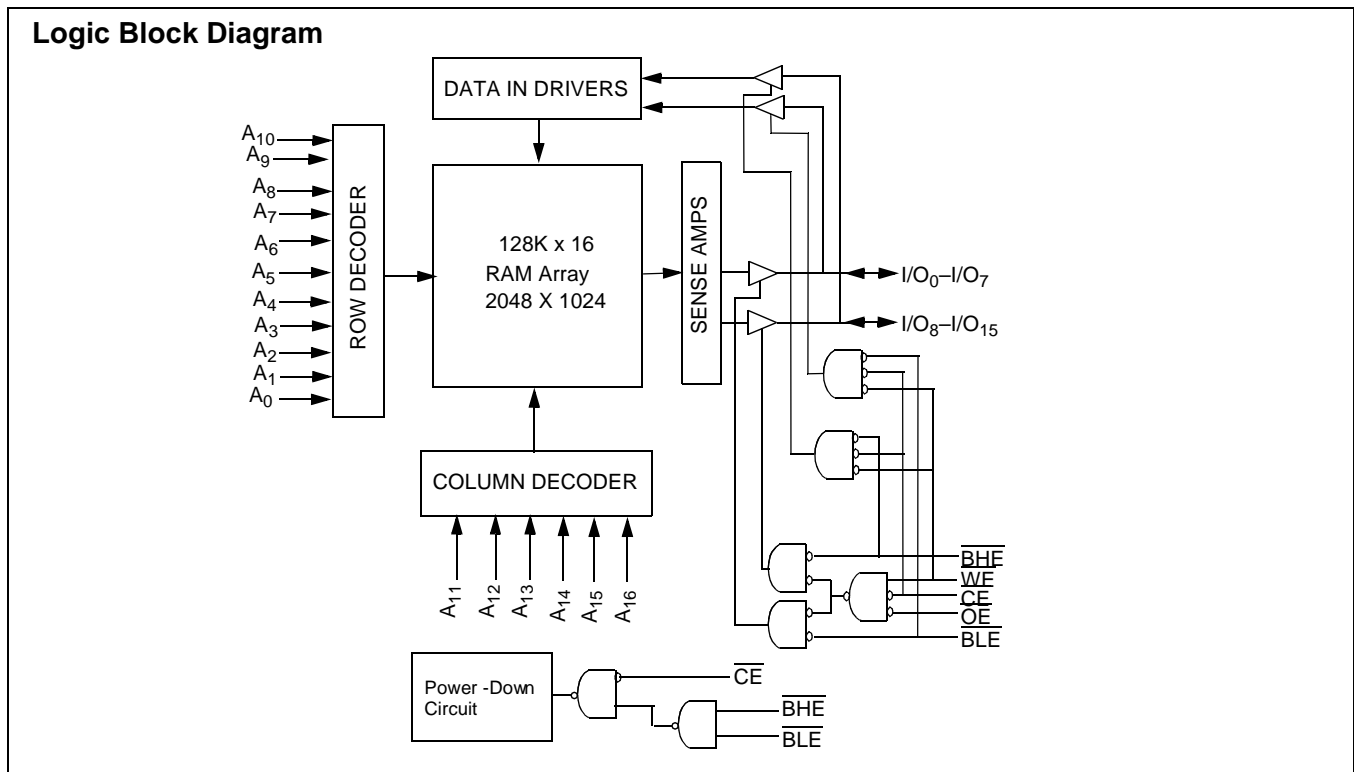 Logic Block Diagram
DATA IN DRIVERS
A10
A9
A8
A7
A6
A5
A4
A3
A2
A1
A0
ROW DECODER
128K x 16
RAM Array
2048 X 1024
SENSE AMPS
I/O0–I/O7
I/O8–I/O15
COLUMN DECODER
A11
A12
A13
A14
A15
A16
BHE
WE
CE
OE
BLE
Power -Down
Circuit
CE
BHE
BLE